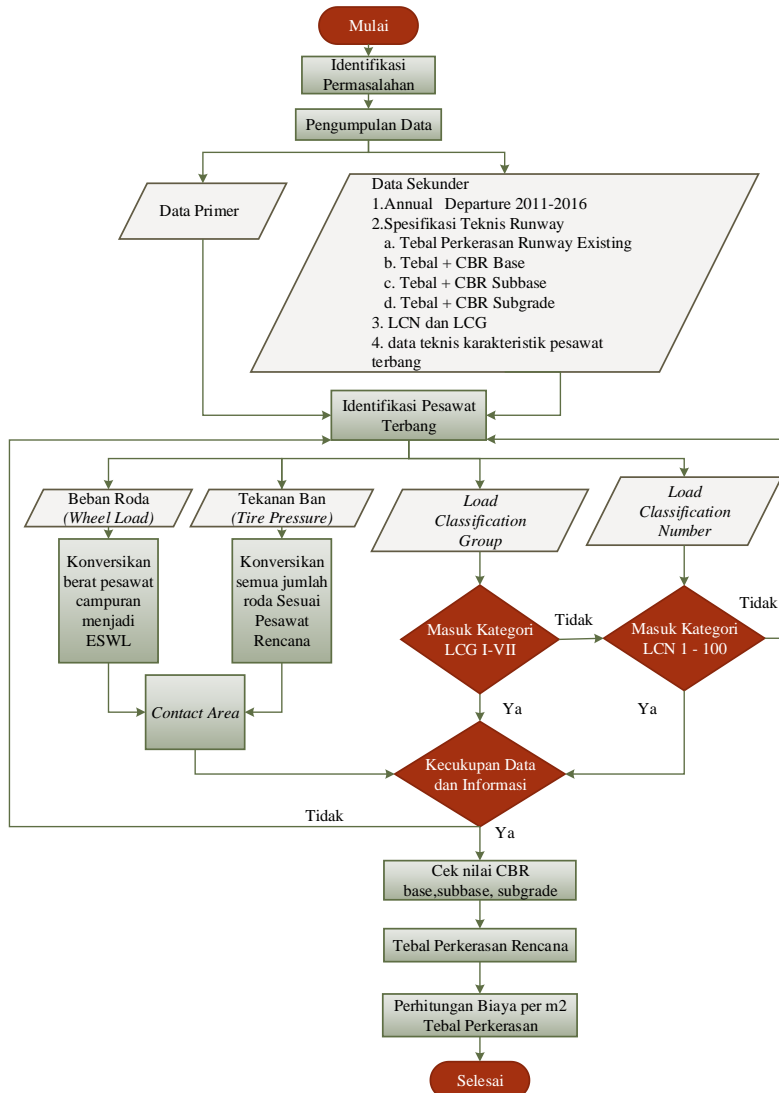 Mulai
Identifikasi
Permasalahan
Pengumpulan Data
Data Primer
Data Sekunder
1.Annual Departure 2011-2016
2.Spesifikasi Teknis Runway
a. Tebal Perkerasan Runway Existing
b. Tebal + CBR Base
c. Tebal + CBR Subbase
d. Tebal + CBR Subgrade
3. LCN dan LCG
4. data teknis karakteristik pesawat
terbang
Identifikasi Pesawat
Terbang
Beban Roda
(Wheel Load)
Tekanan Ban
(Tire Pressure)
Load
Classification
Group
Load
Classification
Number
Konversikan
berat pesawat
campuran
menjadi
ESWL
Konversikan
semua jumlah
roda Sesuai
Pesawat
Rencana
Masuk Kategori
LCG I-VII
Tidak
Masuk Kategori
LCN 1 - 100
Tidak
Contact Area
Ya
Ya
Kecukupan Data
dan Informasi
Tidak
Ya
Cek nilai CBR
base,subbase, subgrade
Tebal Perkerasan Rencana
Perhitungan Biaya per m2
Tebal Perkerasan
Selesai